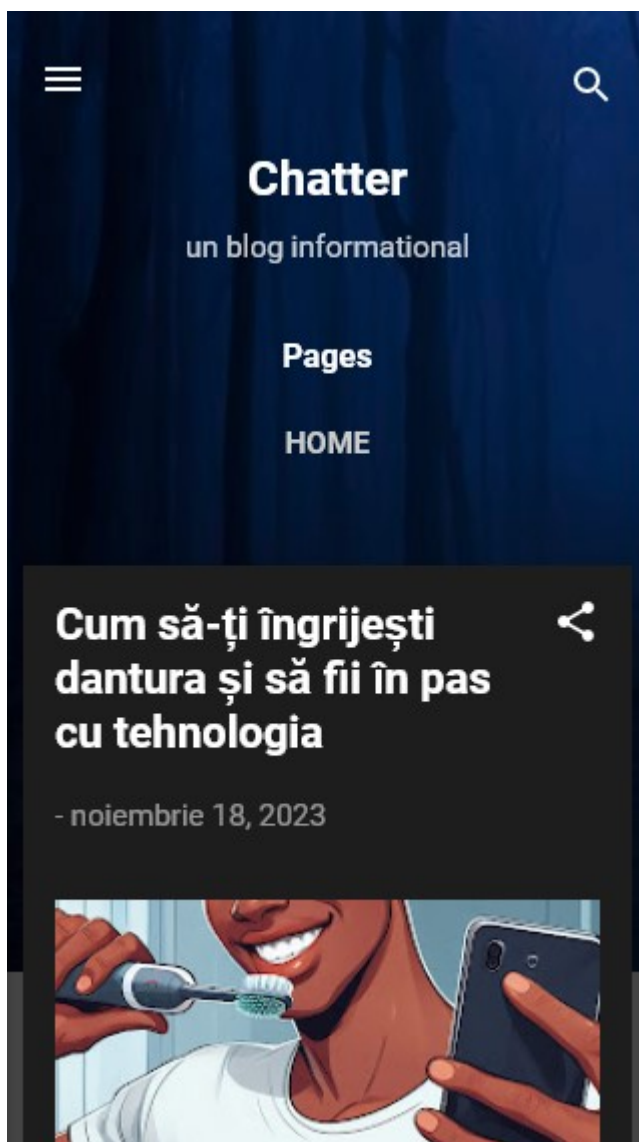 Chatter
un blog informational
Pages
HOME
Cum să-ți îngrijești
dantura și să fii în pas
cu tehnologia
- noiembrie 18, 2023